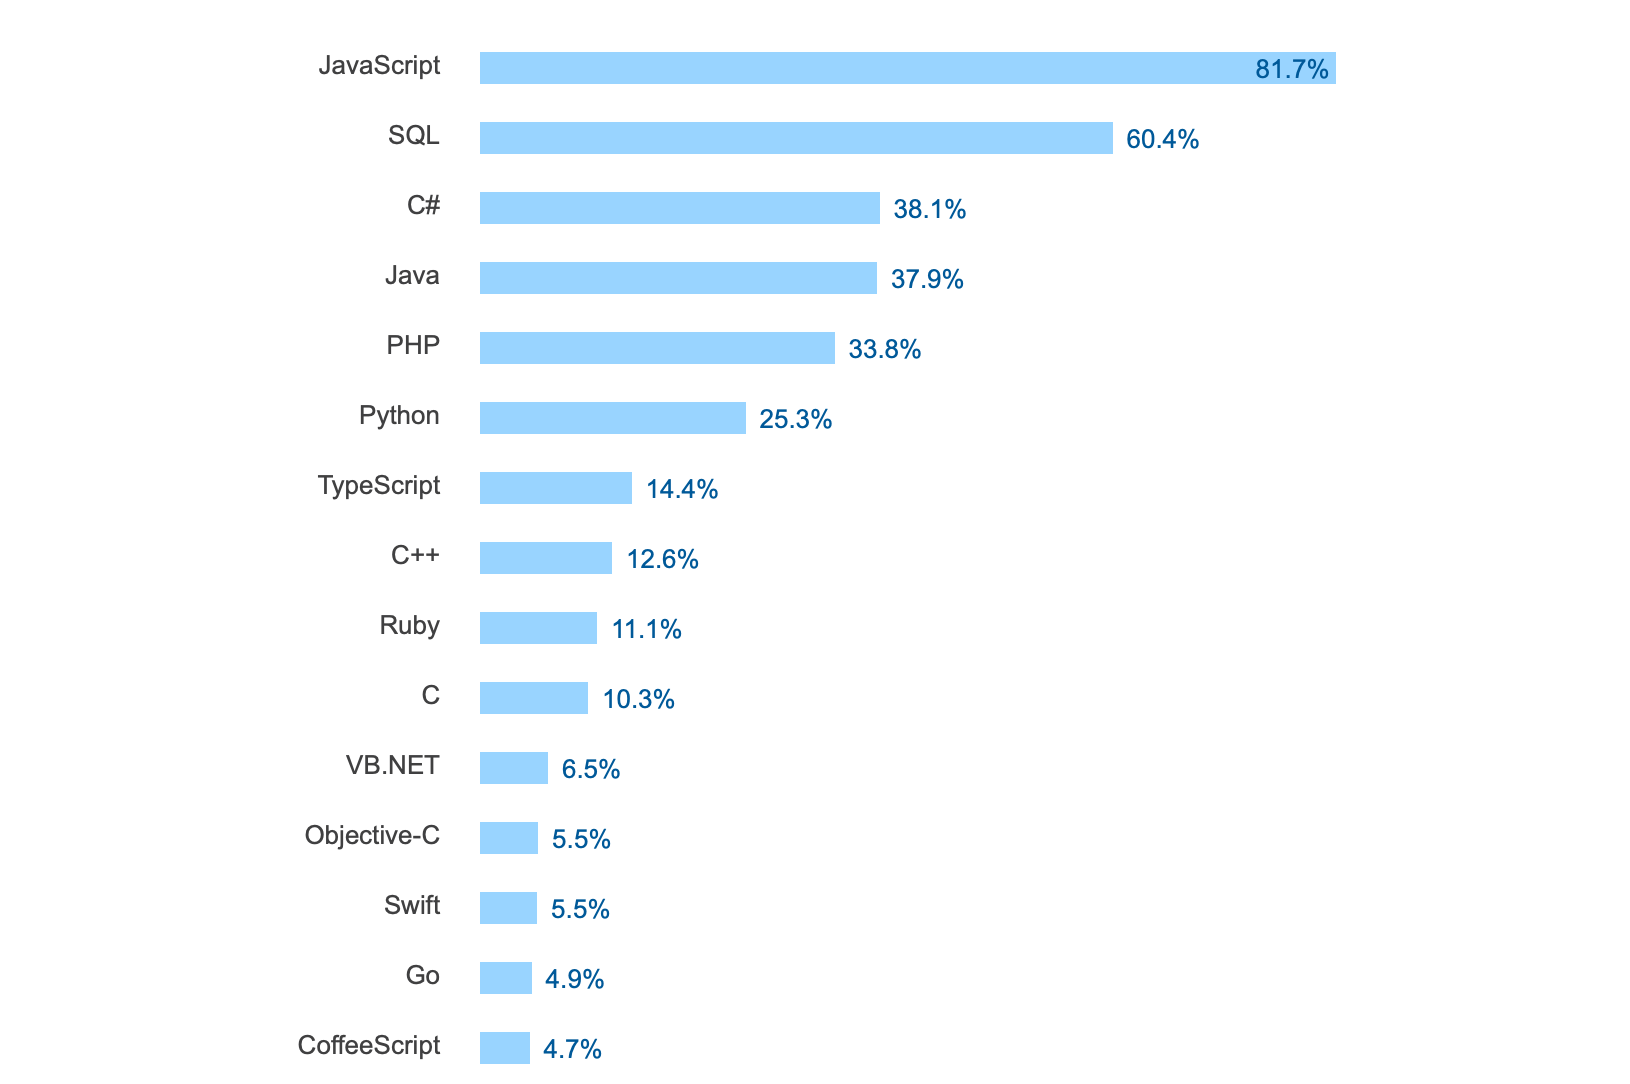 JavaScript 81.7%
SQL 60.4%
C# 38.1%
Java 37.9%
PHP 33.8%
Python 25.3%
TypeScript 14.4%
C++ 12.6%
Ruby 11.1%
C 10.3%
VB.NET 6.5%
Objective-C 5.5%
Swift 5.5%
Go 4.9%
CoffeeScript 4.7%